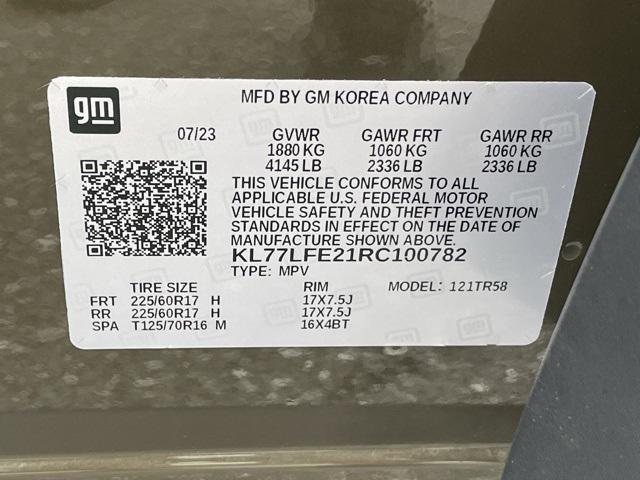 gm
MFD BY GM KOREA COMPANY
07/23 GVWR GAWR FRT GAWR RR
1880 KG 1060 KG 1060 KG
4145 LB 2336 LB 2336 LB
THIS VEHICLE CONFORMS TO ALL
APPLICABLE U.S. FEDERAL MOTOR
VEHICLE SAFETY AND THEFT PREVENTION
STANDARDS IN EFFECT ON THE DATE
OF MANUFACTURE SHOWN ABOVE.
KL77LFE21RC100782
TYPE: MPV
TIRE SIZE RIM MODEL: 121TR58
FRT 225/60R17 H 17X7.5J
RR 225/60R17 H 17X7.5J
SPA T125/70R16 M 16X4BT